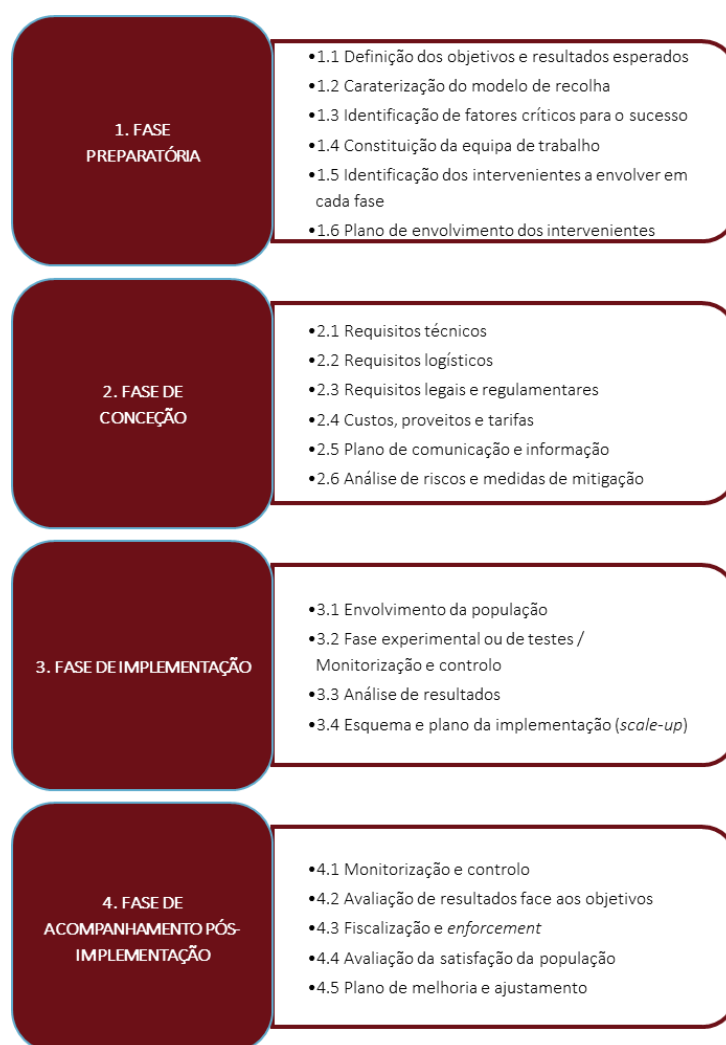 1. FASE
PREPARATÓRIA
•1.1 Definição dos objetivos e resultados esperados
•1.2 Caraterização do modelo de recolha
•1.3 Identificação de fatores críticos para o sucesso
•1.4 Constituição da equipa de trabalho
•1.5 Identificação dos intervenientes a envolver em
cada fase
•1.6 Plano de envolvimento dos intervenientes
2. FASE DE
CONCEÇÃO
•2.1 Requisitos técnicos
•2.2 Requisitos logísticos
•2.3 Requisitos legais e regulamentares
•2.4 Custos, proveitos e tarifas
•2.5 Plano de comunicação e informação
•2.6 Análise de riscos e medidas de mitigação
3. FASE DE IMPLEMENTAÇÃO
•3.1 Envolvimento da população
•3.2 Fase experimental ou de testes /
Monitorização e controlo
•3.3 Análise de resultados
•3.4 Esquema e plano da implementação (scale-up)
4. FASE DE
ACOMPANHAMENTO PÓS-
IMPLEMENTAÇÃO
•4.1 Monitorização e controlo
•4.2 Avaliação de resultados face aos objetivos
•4.3 Fiscalização e enforcement
•4.4 Avaliação da satisfação da população
•4.5 Plano de melhoria e ajustamento